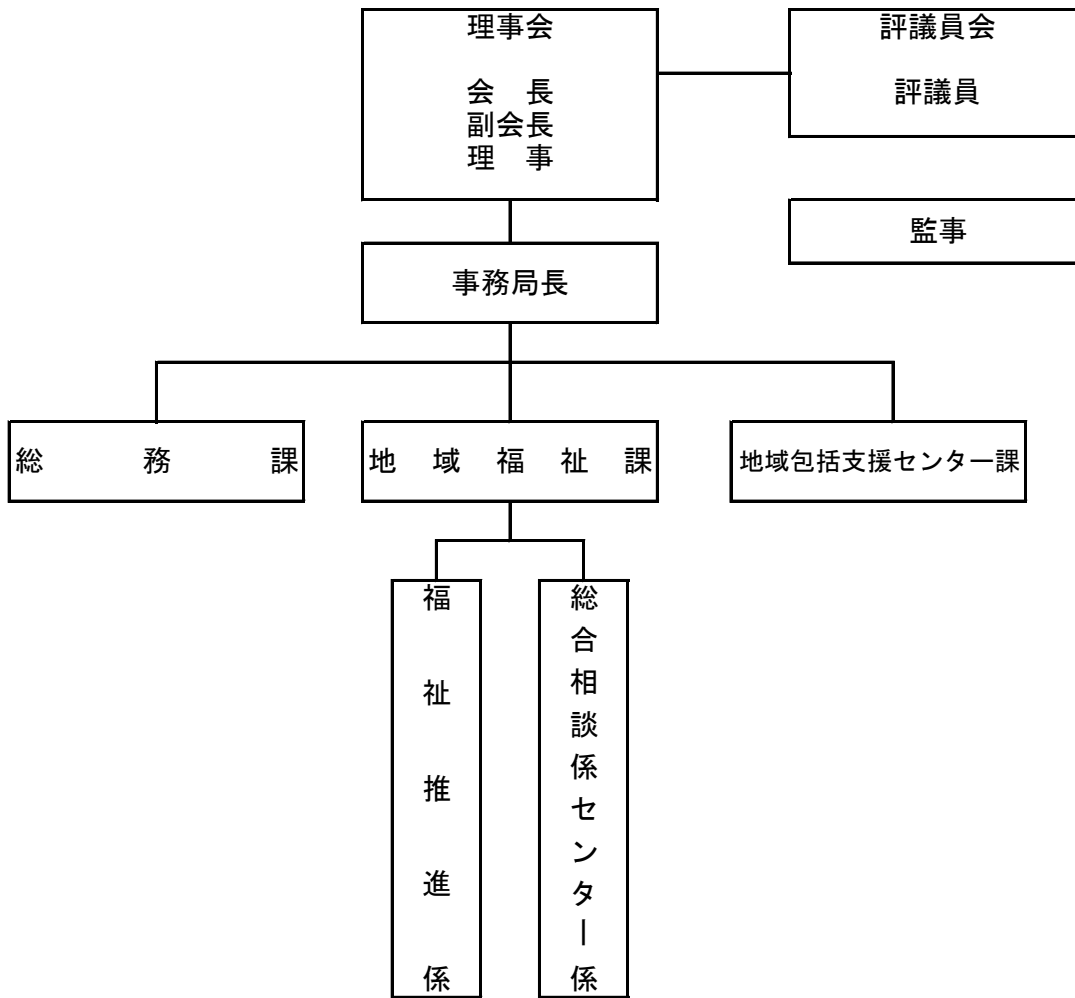 理事会
会　長
副会長
理　事
評議員会
評議員
監事
事務局長
総務課
地域福祉課
地域包括支援センター課
福祉推進係
総合相談係センター係